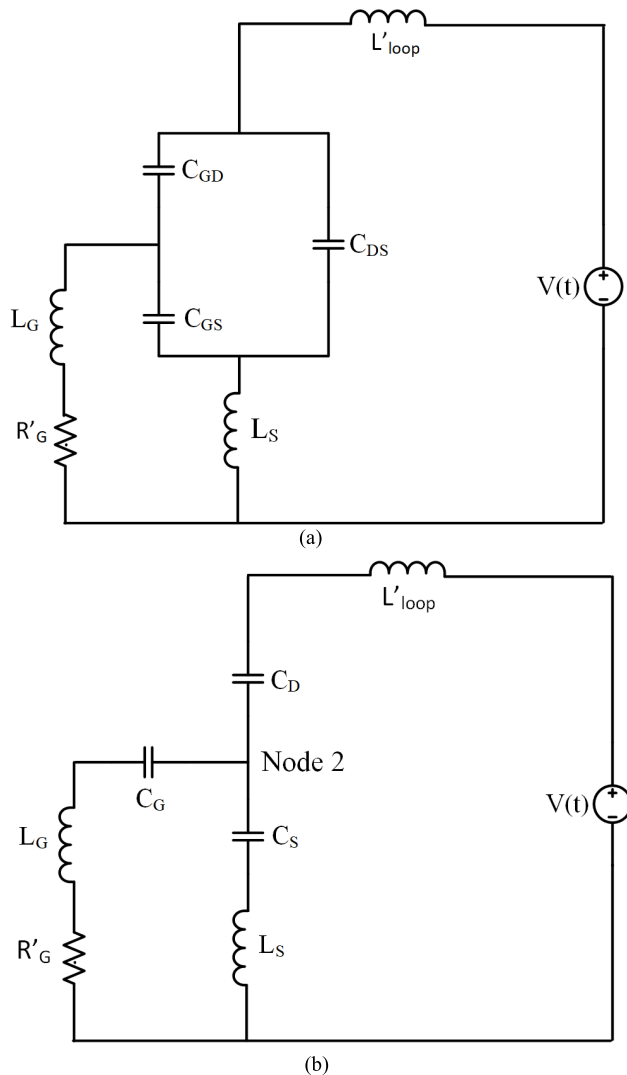 L'loop
CGD
CDS
V(t)
LG
CGS
R'G
LS
(a)
L'loop
CD
Node 2
CG
V(t)
LG
CS
R'G
LS
(b)